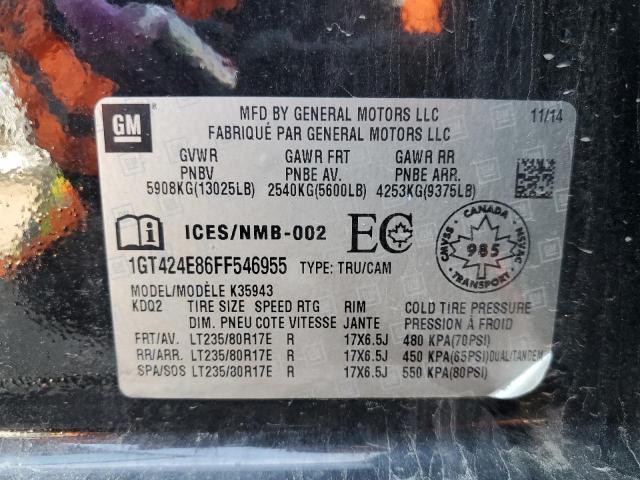 GM
MFD BY GENERAL MOTORS LLC 11/14
FABRIQUÉ PAR GENERAL MOTORS LLC
GVWR GAWR FRT GAWR RR
PNBV PNBE AV. PNBE ARR.
5908KG(13025LB) 2540KG(5600LB) 4253KG(9375LB)
ICES/NMB-002 EC
CANADA
CMVSS 985 NSVAC
TRANSPORT
1GT424E86FF546955 TYPE: TRU/CAM
MODEL/MODÈLE K35943
KDQ2 TIRE SIZE SPEED RTG RIM COLD TIRE PRESSURE
DIM. PNEU COTE VITESSE JANTE PRESSION À FROID
FRT/AV. LT235/80R17E R 17X6.5J 480 KPA(70PSI)
RR/ARR. LT235/80R17E R 17X6.5J 450 KPA(65PSI)DUAL/TANDEM
SPA/SOS LT235/80R17E R 17X6.5J 550 KPA(80PSI)